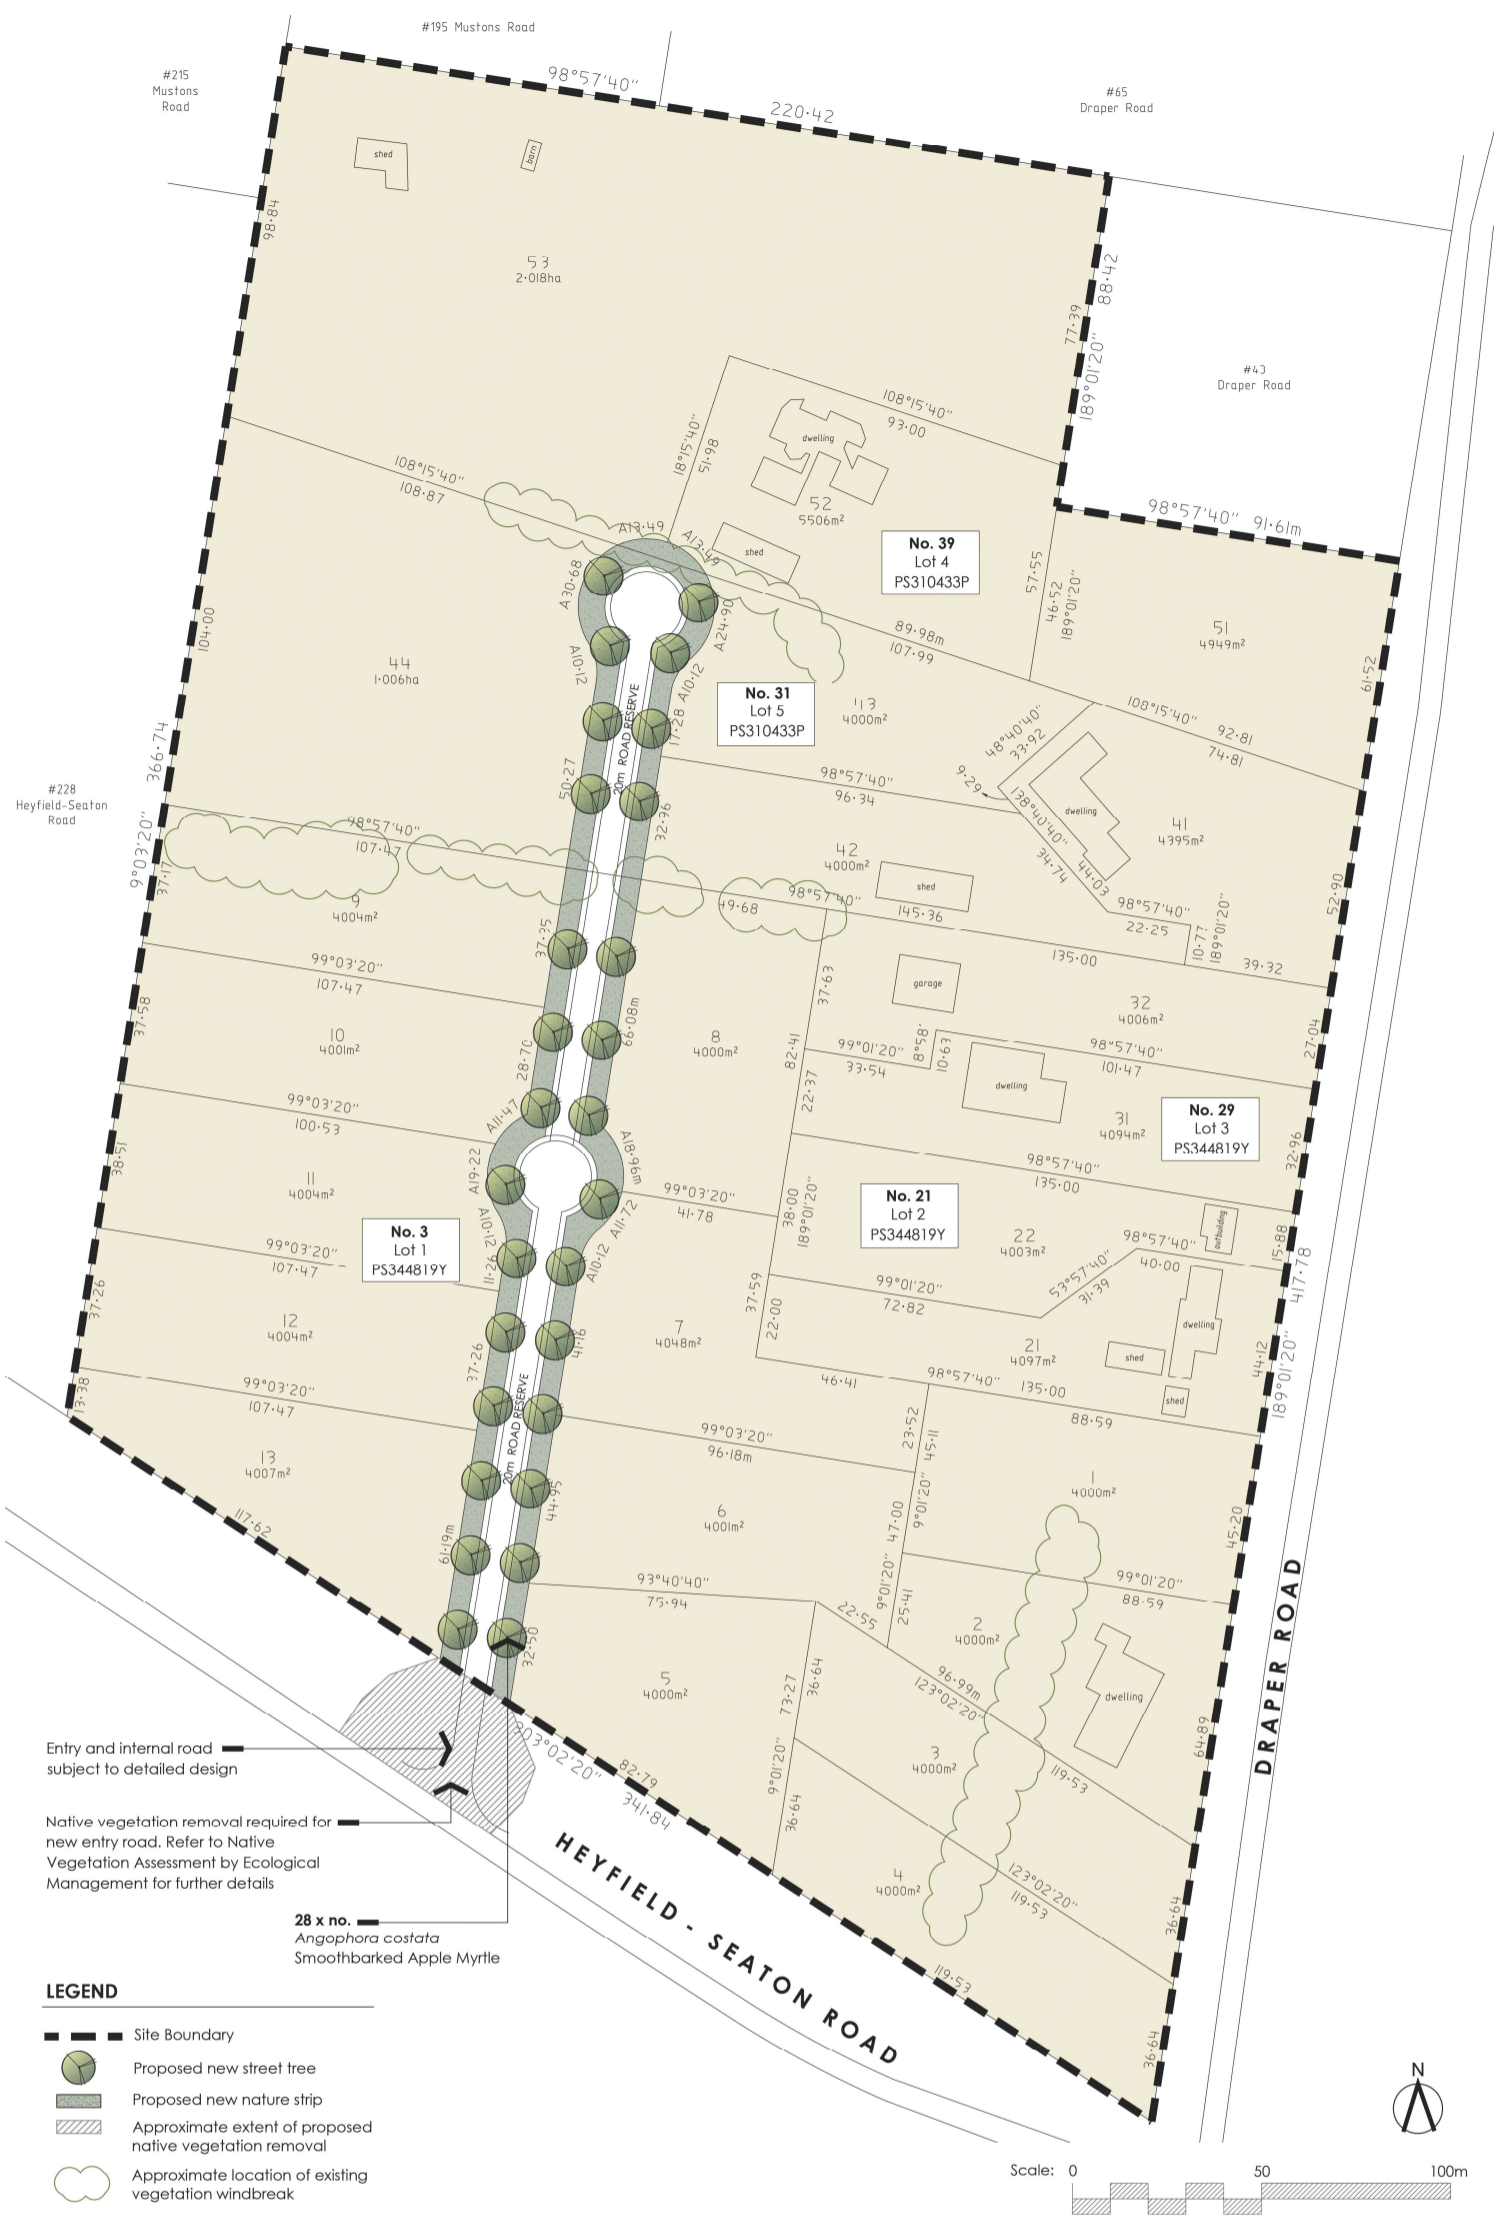 #195 Mustons Road
#215
Mustons
Road
#65
Draper Road
98°57'40"
220·42
shed
barn
98·84
53
2·018ha
88·42
77·39
189°01'20"
#43
Draper Road
108°15'40"
93·00
18°15'40"
51·98
dwelling
108°15'40"
108·87
52
5506m²
shed
A13·49
A13·49
98°57'40"
91·61m
No. 39
Lot 4
PS310433P
57·55
46·52
189°01'20"
A30·68
A24·90
A10·12
A10·12
104·00
44
1·006ha
89·98m
107·99
51
4949m²
61·52
No. 31
Lot 5
PS310433P
113
4000m²
20m ROAD RESERVE
17·28
108°15'40"
92·81
74·81
48°40'40"
33·92
9·29
366·74
#228
Heyfield-Seaton
Road
50·27
32·96
98°57'40"
96·34
138°40'40"
34·74
44·03
dwelling
41
4395m²
9°03'20"
37·17
98°57'40"
107·47
42
4000m²
shed
52·90
9
4004m²
49·68
98°57'40"
145·36
98°57'40"
22·25
10·77
189°01'20"
135·00
39·32
37·35
99°03'20"
107·47
37·63
garage
32
4006m²
37·58
10
4001m²
66·08m
8
4000m²
82·41
99°01'20"
33·54
8°58'
10·63
98°57'40"
101·47
27·04
28·70
22·37
dwelling
31
4094m²
No. 29
Lot 3
PS344819Y
99°03'20"
100·53
A11·47
A18·96m
32·96
38·51
11
4004m²
A19·22
98°57'40"
135·00
99°03'20"
41·78
38·00
189°01'20"
No. 21
Lot 2
PS344819Y
A11·72
A10·12
A10·12
22
4003m²
98°57'40"
40·00
outbuilding
15·88
No. 3
Lot 1
PS344819Y
99°03'20"
107·47
11·26
53°57'40"
31·39
417·78
37·26
99°01'20"
72·82
37·59
22·00
dwelling
12
4004m²
7
4048m²
41·16
21
4097m²
shed
44·12
189°01'20"
37·26
46·41
98°57'40"
135·00
shed
99°03'20"
107·47
13·38
20m ROAD RESERVE
88·59
23·52
45·11
99°03'20"
96·18m
13
4007m²
1
4000m²
44·95
6
4001m²
9°01'20"
47·00
45·20
117·62
61·19m
93°40'40"
75·94
9°01'20"
25·41
99°01'20"
88·59
22·55
2
4000m²
32·50
5
4000m²
36·64
73·27
96·99m
123°02'20"
dwelling
64·89
DRAPER ROAD
Entry and internal road
subject to detailed design
303°02'20"
82·79
341·84
9°01'20"
36·64
3
4000m²
119·53
Native vegetation removal required for
new entry road. Refer to Native
Vegetation Assessment by Ecological
Management for further details
4
4000m²
123°02'20"
119·53
36·64
28 x no.
Angophora costata
Smoothbarked Apple Myrtle
HEYFIELD - SEATON ROAD
119·53
36·64
LEGEND
Site Boundary
Proposed new street tree
Proposed new nature strip
Approximate extent of proposed
native vegetation removal
Approximate location of existing
vegetation windbreak
N
Scale: 0 50 100m